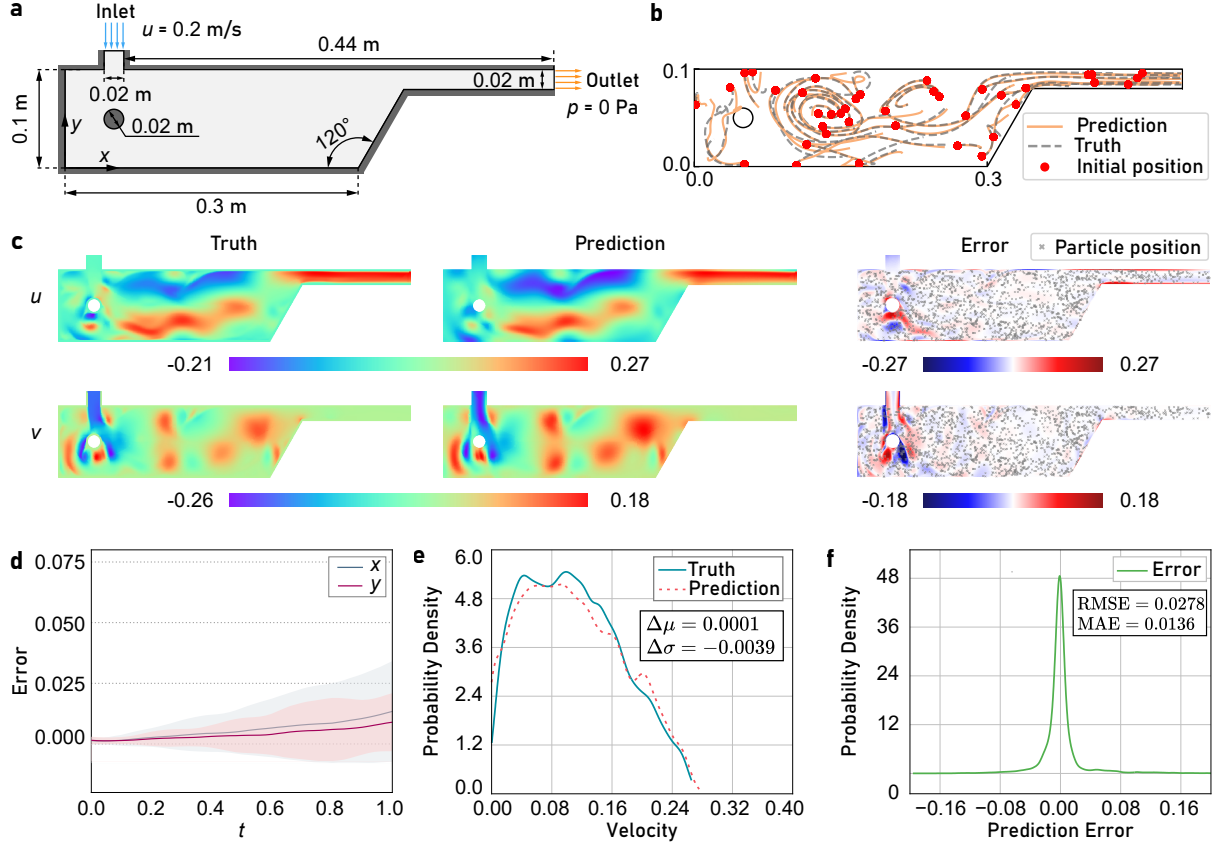 a
Inlet
u = 0.2 m/s
0.44 m
0.02 m
Outlet
p = 0 Pa
0.02 m
0.1 m
y
0.02 m
120°
x
0.3 m
b
0.1
0.0
0.0
0.3
Prediction
Truth
Initial position
c
Truth
Prediction
Error
Particle position
u
-0.21
0.27
-0.27
0.27
v
-0.26
0.18
-0.18
0.18
d
0.075
0.050
0.025
0.000
Error
x
y
0.0 0.2 0.4 0.6 0.8 1.0
t
e
6.0
4.8
3.6
2.4
1.2
0.0
Probability Density
Truth
Prediction
Δμ = 0.0001
Δσ = −0.0039
0.00 0.08 0.16 0.24 0.32 0.40
Velocity
f
48
36
24
12
0
Probability Density
Error
RMSE = 0.0278
MAE = 0.0136
−0.16 −0.08 0.00 0.08 0.16
Prediction Error